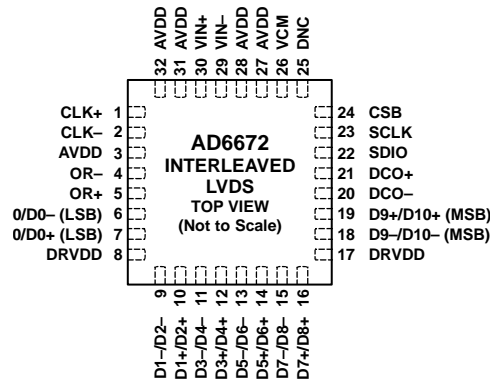 32 AVDD
31 AVDD
30 VIN+
29 VIN–
28 AVDD
27 AVDD
26 VCM
25 DNC
CLK+ 1
CLK– 2
AVDD 3
OR– 4
OR+ 5
0/D0– (LSB) 6
0/D0+ (LSB) 7
DRVDD 8
AD6672
INTERLEAVED
LVDS
TOP VIEW
(Not to Scale)
24 CSB
23 SCLK
22 SDIO
21 DCO+
20 DCO–
19 D9+/D10+ (MSB)
18 D9–/D10– (MSB)
17 DRVDD
D1–/D2– 9
D1+/D2+ 10
D3–/D4– 11
D3+/D4+ 12
D5–/D6– 13
D5+/D6+ 14
D7–/D8– 15
D7+/D8+ 16